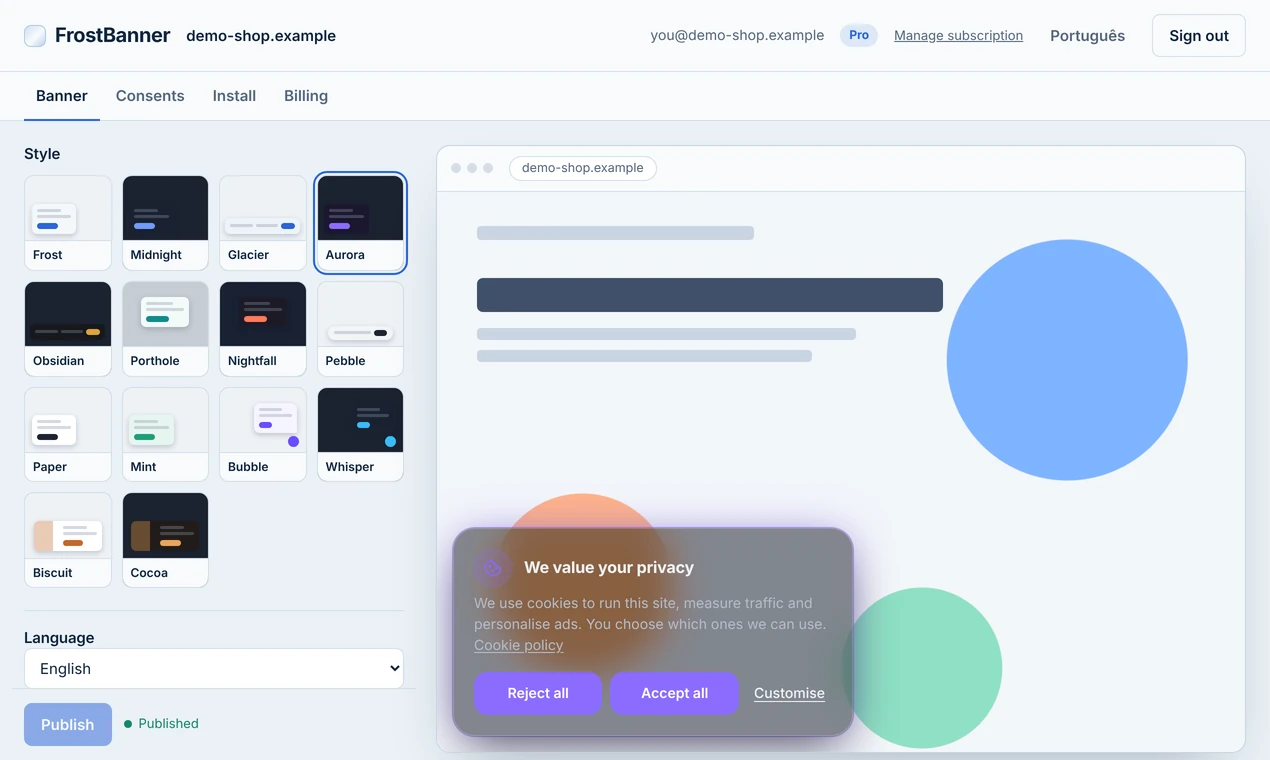 FrostBanner demo-shop.example
you@demo-shop.example Pro Manage subscription Português Sign out
Banner Consents Install Billing
Style
Frost Midnight Glacier Aurora
Obsidian Porthole Nightfall Pebble
Paper Mint Bubble Whisper
Biscuit Cocoa
Language
English
Publish Published
demo-shop.example
We value your privacy
We use cookies to run this site, measure traffic and
personalise ads. You choose which ones we can use.
Cookie policy
Reject all Accept all Customise